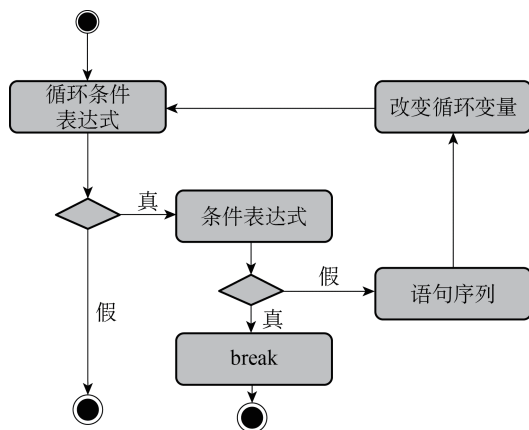 循环条件
表达式
改变循环变量
真
条件表达式
假
假
语句序列
真
break